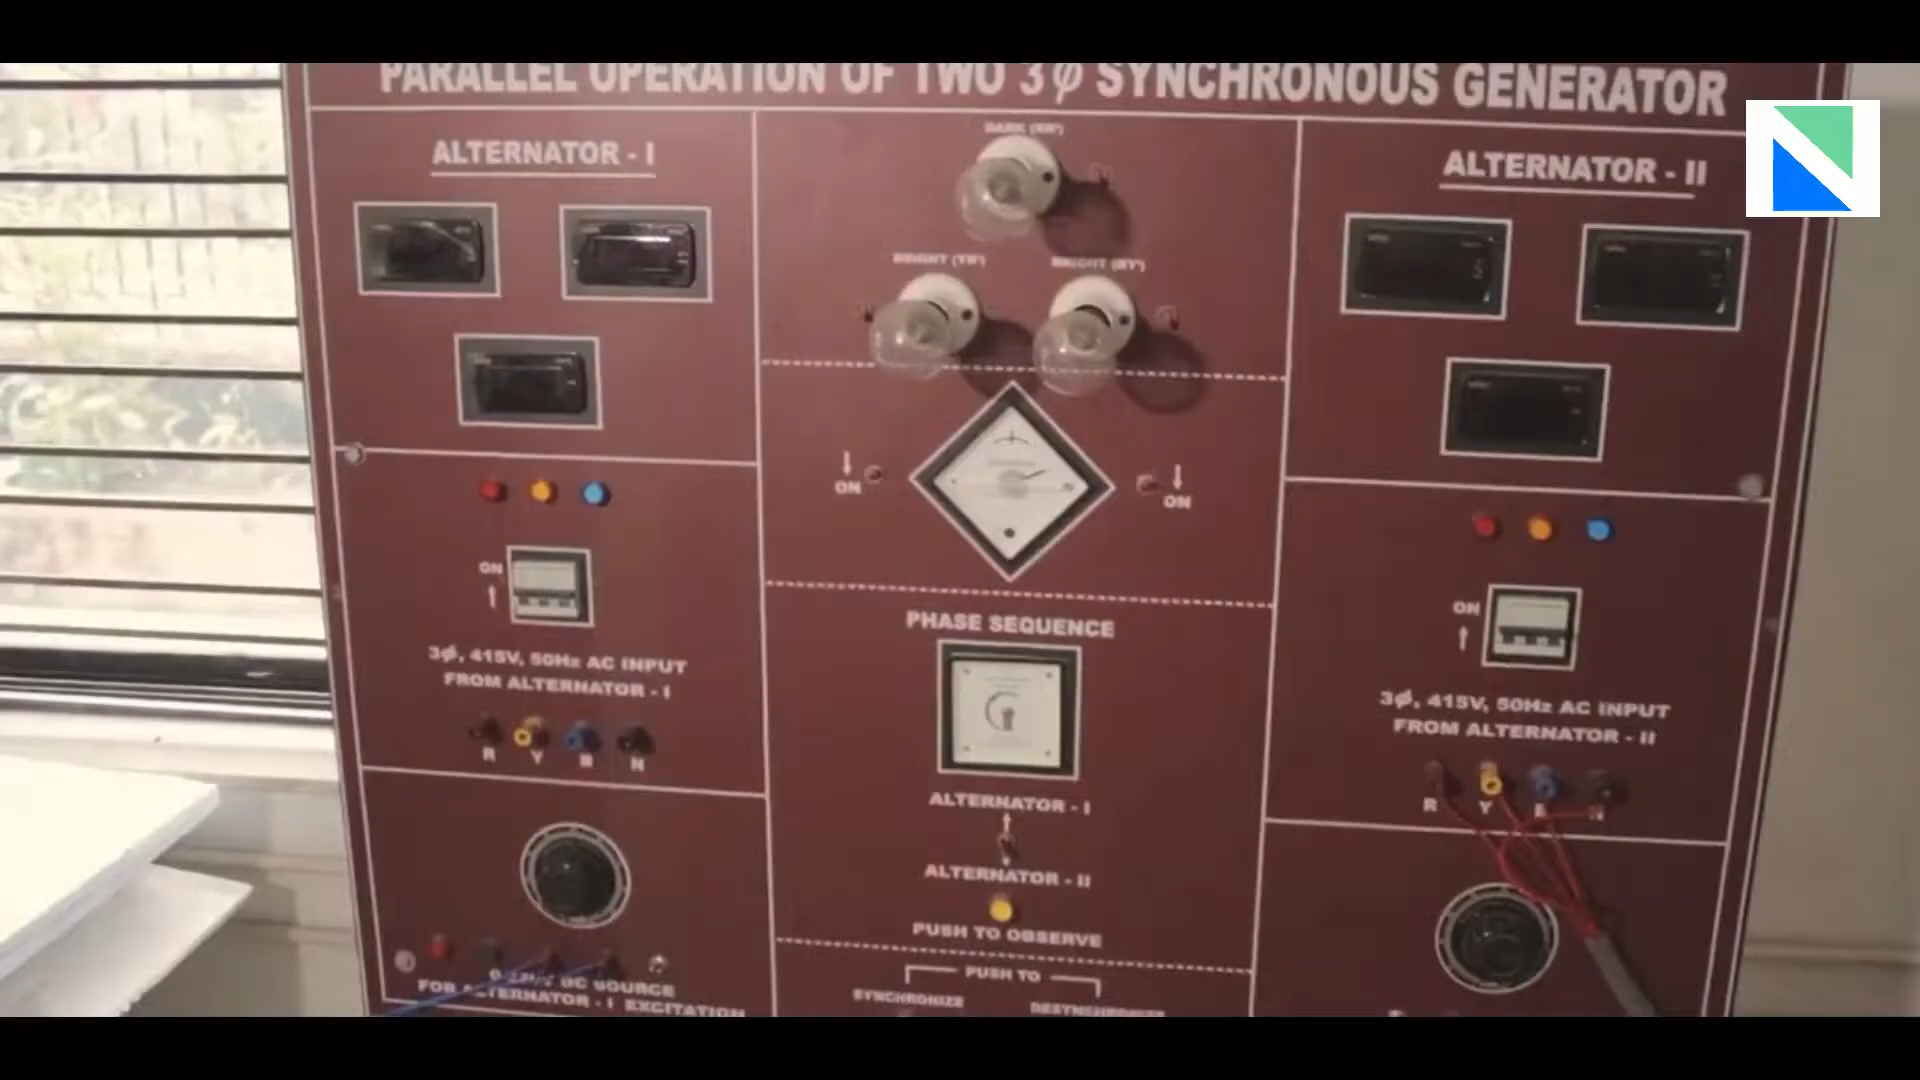 PARALLEL OPERATION OF TWO 3φ SYNCHRONOUS GENERATOR
ALTERNATOR - I
DARK (RR')
BRIGHT (YB')
BRIGHT (BY')
ALTERNATOR - II
ON
ON
ON
3φ, 415V, 50Hz AC INPUT
FROM ALTERNATOR - I
R Y B N
PHASE SEQUENCE
ALTERNATOR - I
ALTERNATOR - II
PUSH TO OBSERVE
PUSH TO
SYNCHRONIZE
DESYNCHRONIZE
ON
3φ, 415V, 50Hz AC INPUT
FROM ALTERNATOR - II
R Y B N
DC SOURCE
FOR ALTERNATOR - I EXCITATION